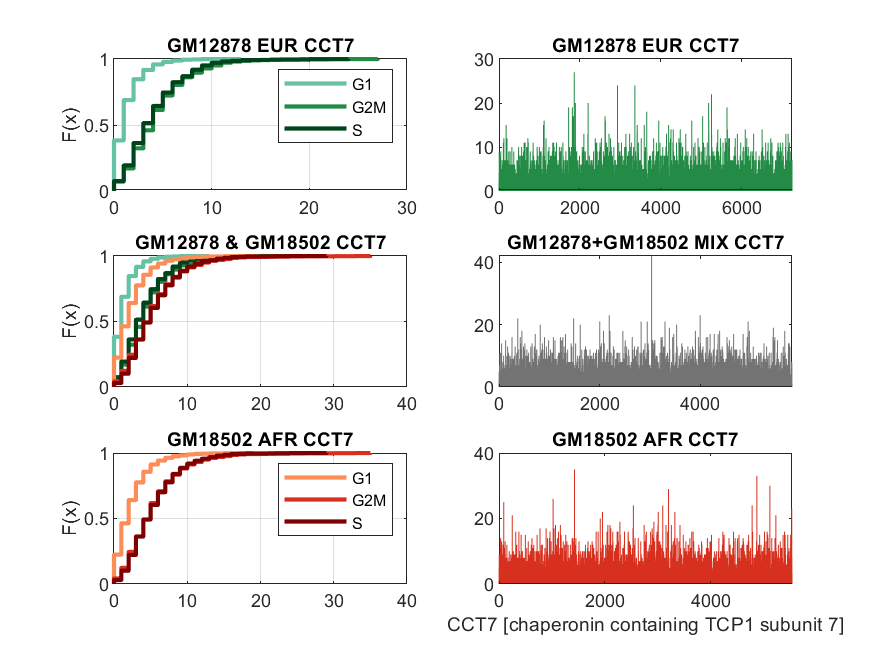 GM12878 EUR CCT7
F(x)
1
0.5
0
0 10 20 30
G1
G2M
S
GM12878 EUR CCT7
30
20
10
0
0 2000 4000 6000
GM12878 & GM18502 CCT7
F(x)
1
0.5
0
0 10 20 30 40
GM12878+GM18502 MIX CCT7
40
20
0
0 2000 4000
GM18502 AFR CCT7
F(x)
1
0.5
0
0 10 20 30 40
G1
G2M
S
GM18502 AFR CCT7
40
20
0
0 2000 4000
CCT7 [chaperonin containing TCP1 subunit 7]